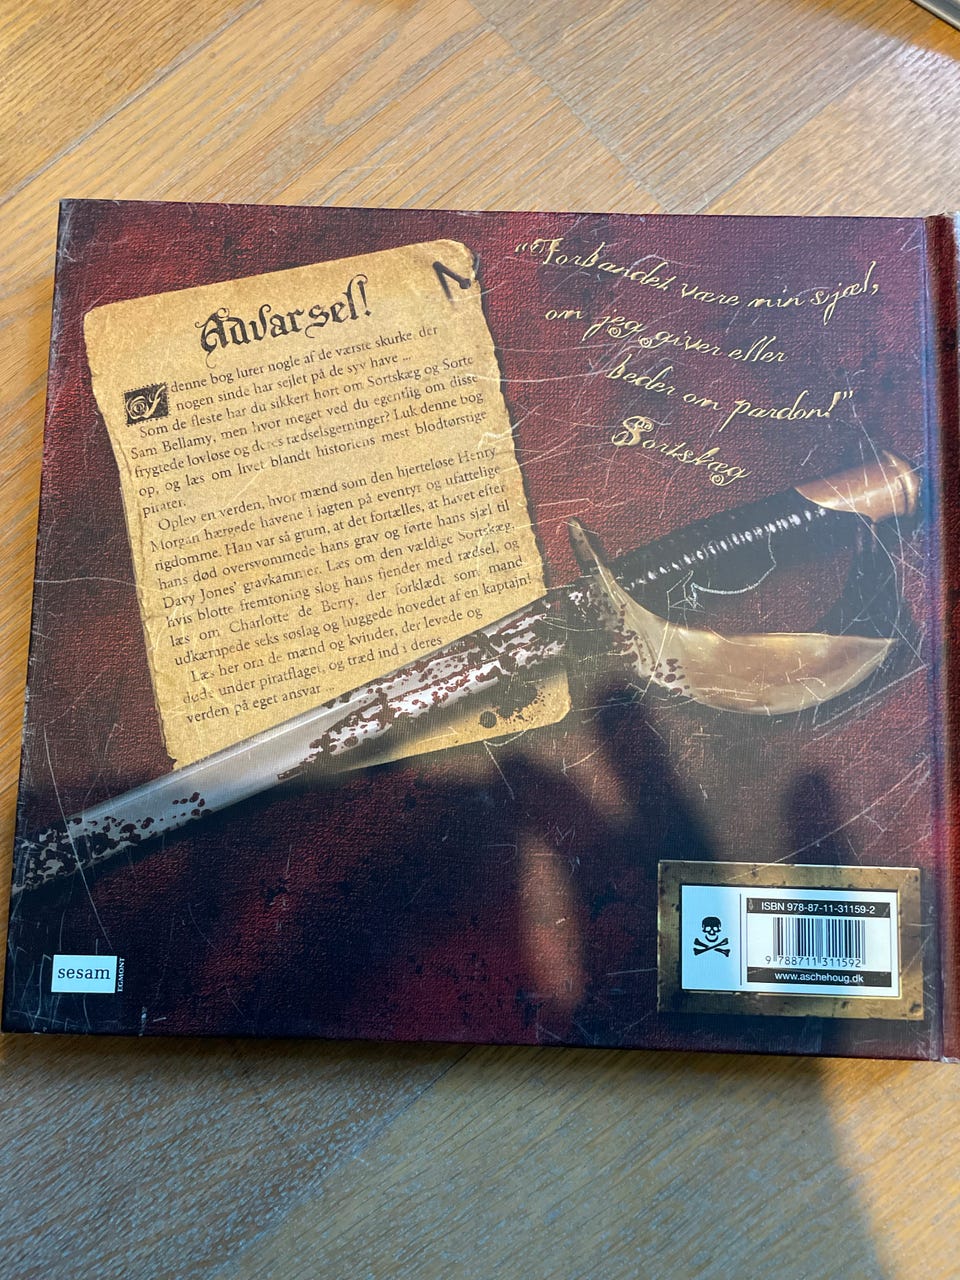 Advarsel!
I denne bog lurer nogle af de værste skurke, der
nogen sinde har sejlet på de syv have ...
Som de fleste har du sikkert hørt om Sortskæg og Sorte
Sam Bellamy, men hvor meget ved du egentlig om disse
frygtede lovløse og deres rædselsgerninger? Luk denne bog
op, og læs om livet blandt historiens mest blodtørstige
pirater.
Oplev en verden, hvor mænd som den hjerteløse Henry
Morgan hærgede havene i jagten på eventyr og ufattelige
rigdomme. Han var så grum, at det fortælles, at havet efter
hans død oversvømmede hans grav og førte hans sjæl til
Davy Jones' gravkammer. Læs om den vældige Sortskæg,
hvis blotte fremtoning slog hans fjender med rædsel, og
læs om Charlotte de Berry, der forklædt som mand
udkæmpede seks søslag og huggede hovedet af en kaptajn!
Læs her om de mænd og kvinder, der levede og
døde under piratflaget, og træd ind i deres
verden på eget ansvar ...
"Forbandet være min sjæl,
om jeg giver eller
beder om pardon!"
Sortskæg
sesam
EGMONT
ISBN 978-87-11-31159-2
9 788711 311592
www.aschehoug.dk